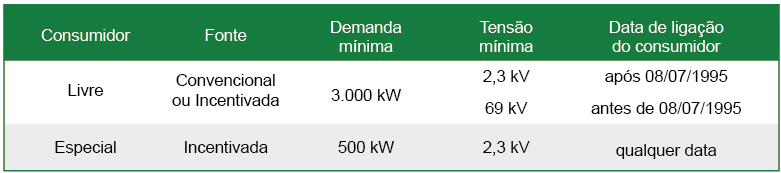 Consumidor Fonte Demanda mínima Tensão mínima Data de ligação do consumidor
Livre Convencional ou Incentivada 3.000 kW 2,3 kV após 08/07/1995
69 kV antes de 08/07/1995
Especial Incentivada 500 kW 2,3 kV qualquer data